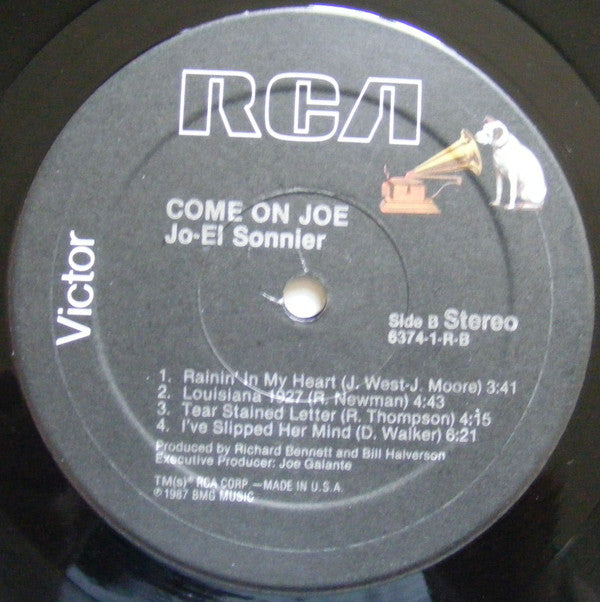 RCA
Victor
COME ON JOE
Jo-El Sonnier
Side B Stereo
6374-1-R-B
1. Rainin' In My Heart (J. West-J. Moore) 3:41
2. Louisiana 1927 (R. Newman) 4:43
3. Tear Stained Letter (R. Thompson) 4:15
4. I've Slipped Her Mind (D. Walker) 6:21
Produced by Richard Bennett and Bill Halverson
Executive Producer: Joe Galante
TM(s)® RCA CORP.—MADE IN U.S.A.
℗ 1987 BMG MUSIC